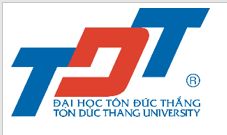 TDT
®
ĐẠI HỌC TÔN ĐỨC THẮNG
TON DUC THANG UNIVERSITY